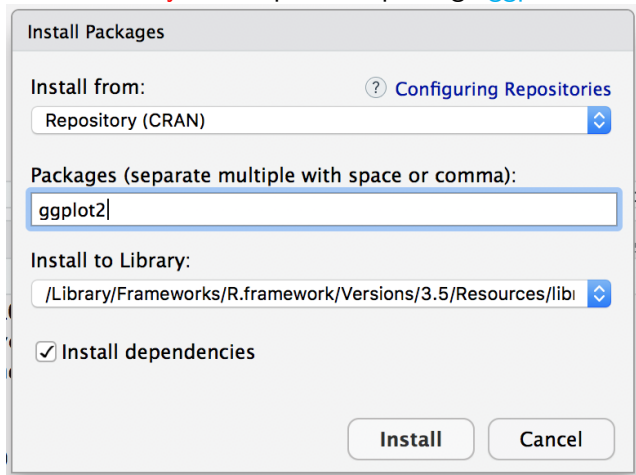 Install Packages
Install from:
? Configuring Repositories
Repository (CRAN)
Packages (separate multiple with space or comma):
ggplot2
Install to Library:
/Library/Frameworks/R.framework/Versions/3.5/Resources/libr
Install dependencies
Install
Cancel